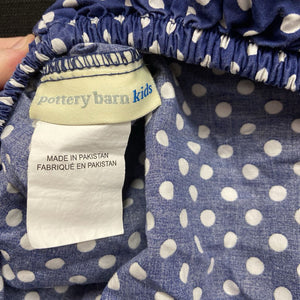 pottery barn kids
MADE IN PAKISTAN
FABRIQUÉ EN PAKISTAN